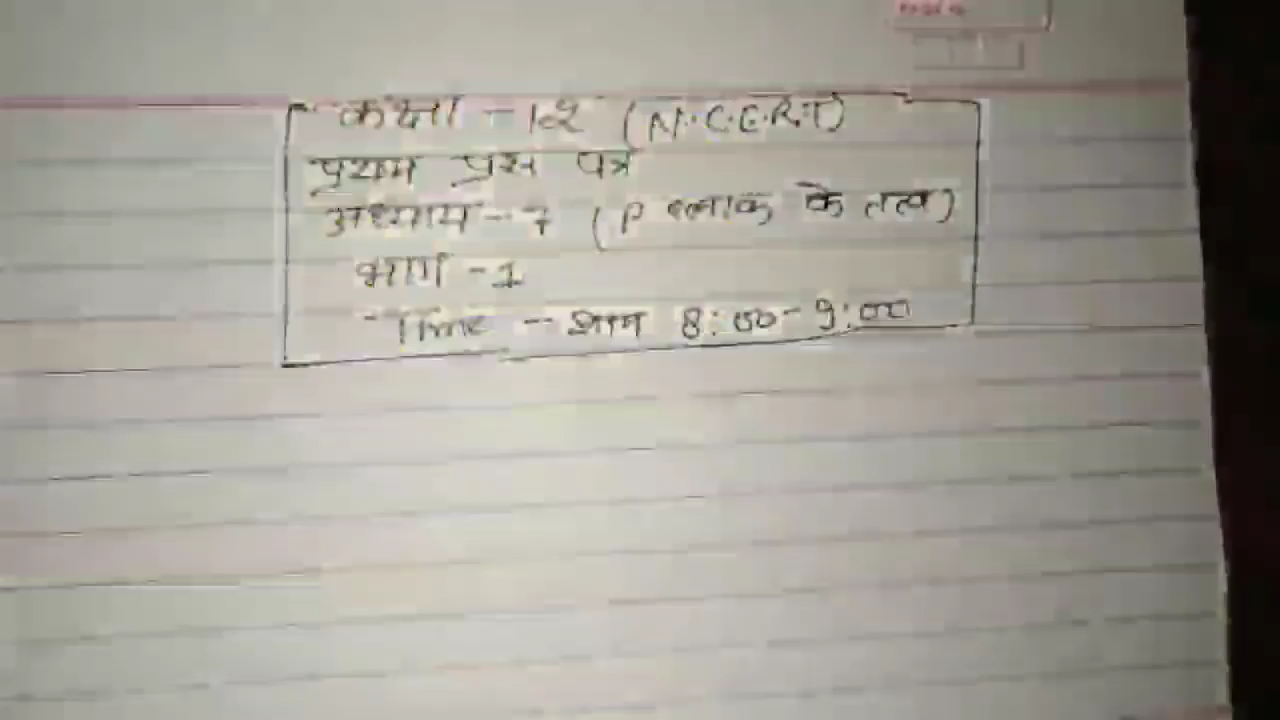 कक्षा - 12 (N.C.E.R.T)
प्रथम प्रश्न पत्र
अध्याय - 7 (P ब्लाक के तत्व)
भाग - 1
Time - शाम 8:00-9:00